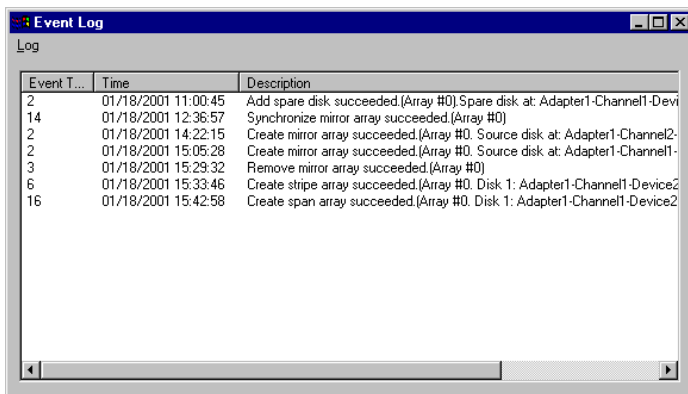 Event Log
Log
Event T... Time Description
2 01/18/2001 11:00:45 Add spare disk succeeded.(Array #0).Spare disk at: Adapter1-Channel1-Devi
14 01/18/2001 12:36:57 Synchronize mirror array succeeded.(Array #0)
2 01/18/2001 14:22:15 Create mirror array succeeded.(Array #0. Source disk at: Adapter1-Channel2-
2 01/18/2001 15:05:28 Create mirror array succeeded.(Array #0. Source disk at: Adapter1-Channel1-
3 01/18/2001 15:29:32 Remove mirror array succeeded.(Array #0)
6 01/18/2001 15:33:46 Create stripe array succeeded.(Array #0. Disk 1: Adapter1-Channel1-Device2
16 01/18/2001 15:42:58 Create span array succeeded.(Array #0. Disk 1: Adapter1-Channel1-Device2